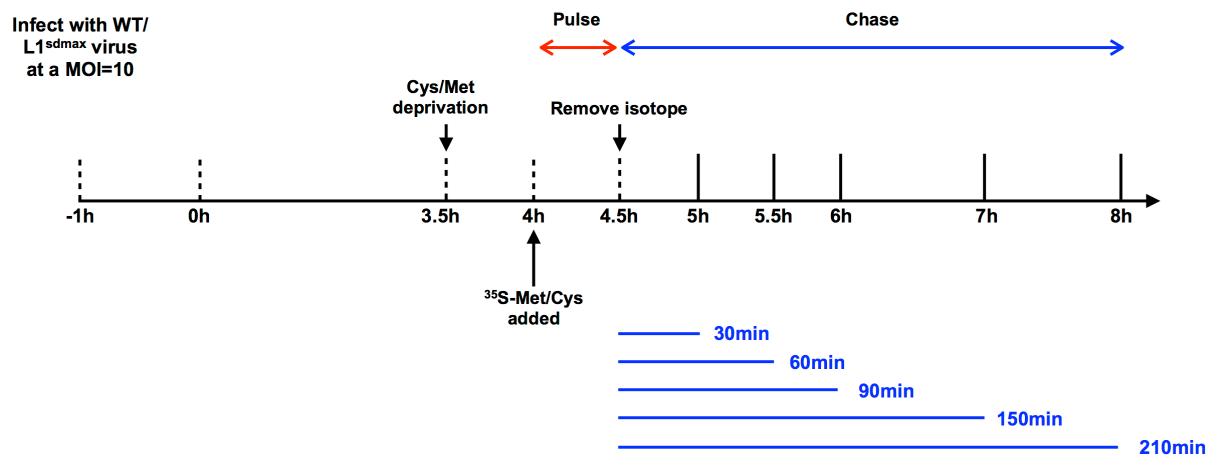 Infect with WT/
L1sdmax virus
at a MOI=10
Pulse
Chase
Cys/Met
deprivation
Remove isotope
-1h
0h
3.5h
4h
4.5h
5h
5.5h
6h
7h
8h
35S-Met/Cys
added
30min
60min
90min
150min
210min